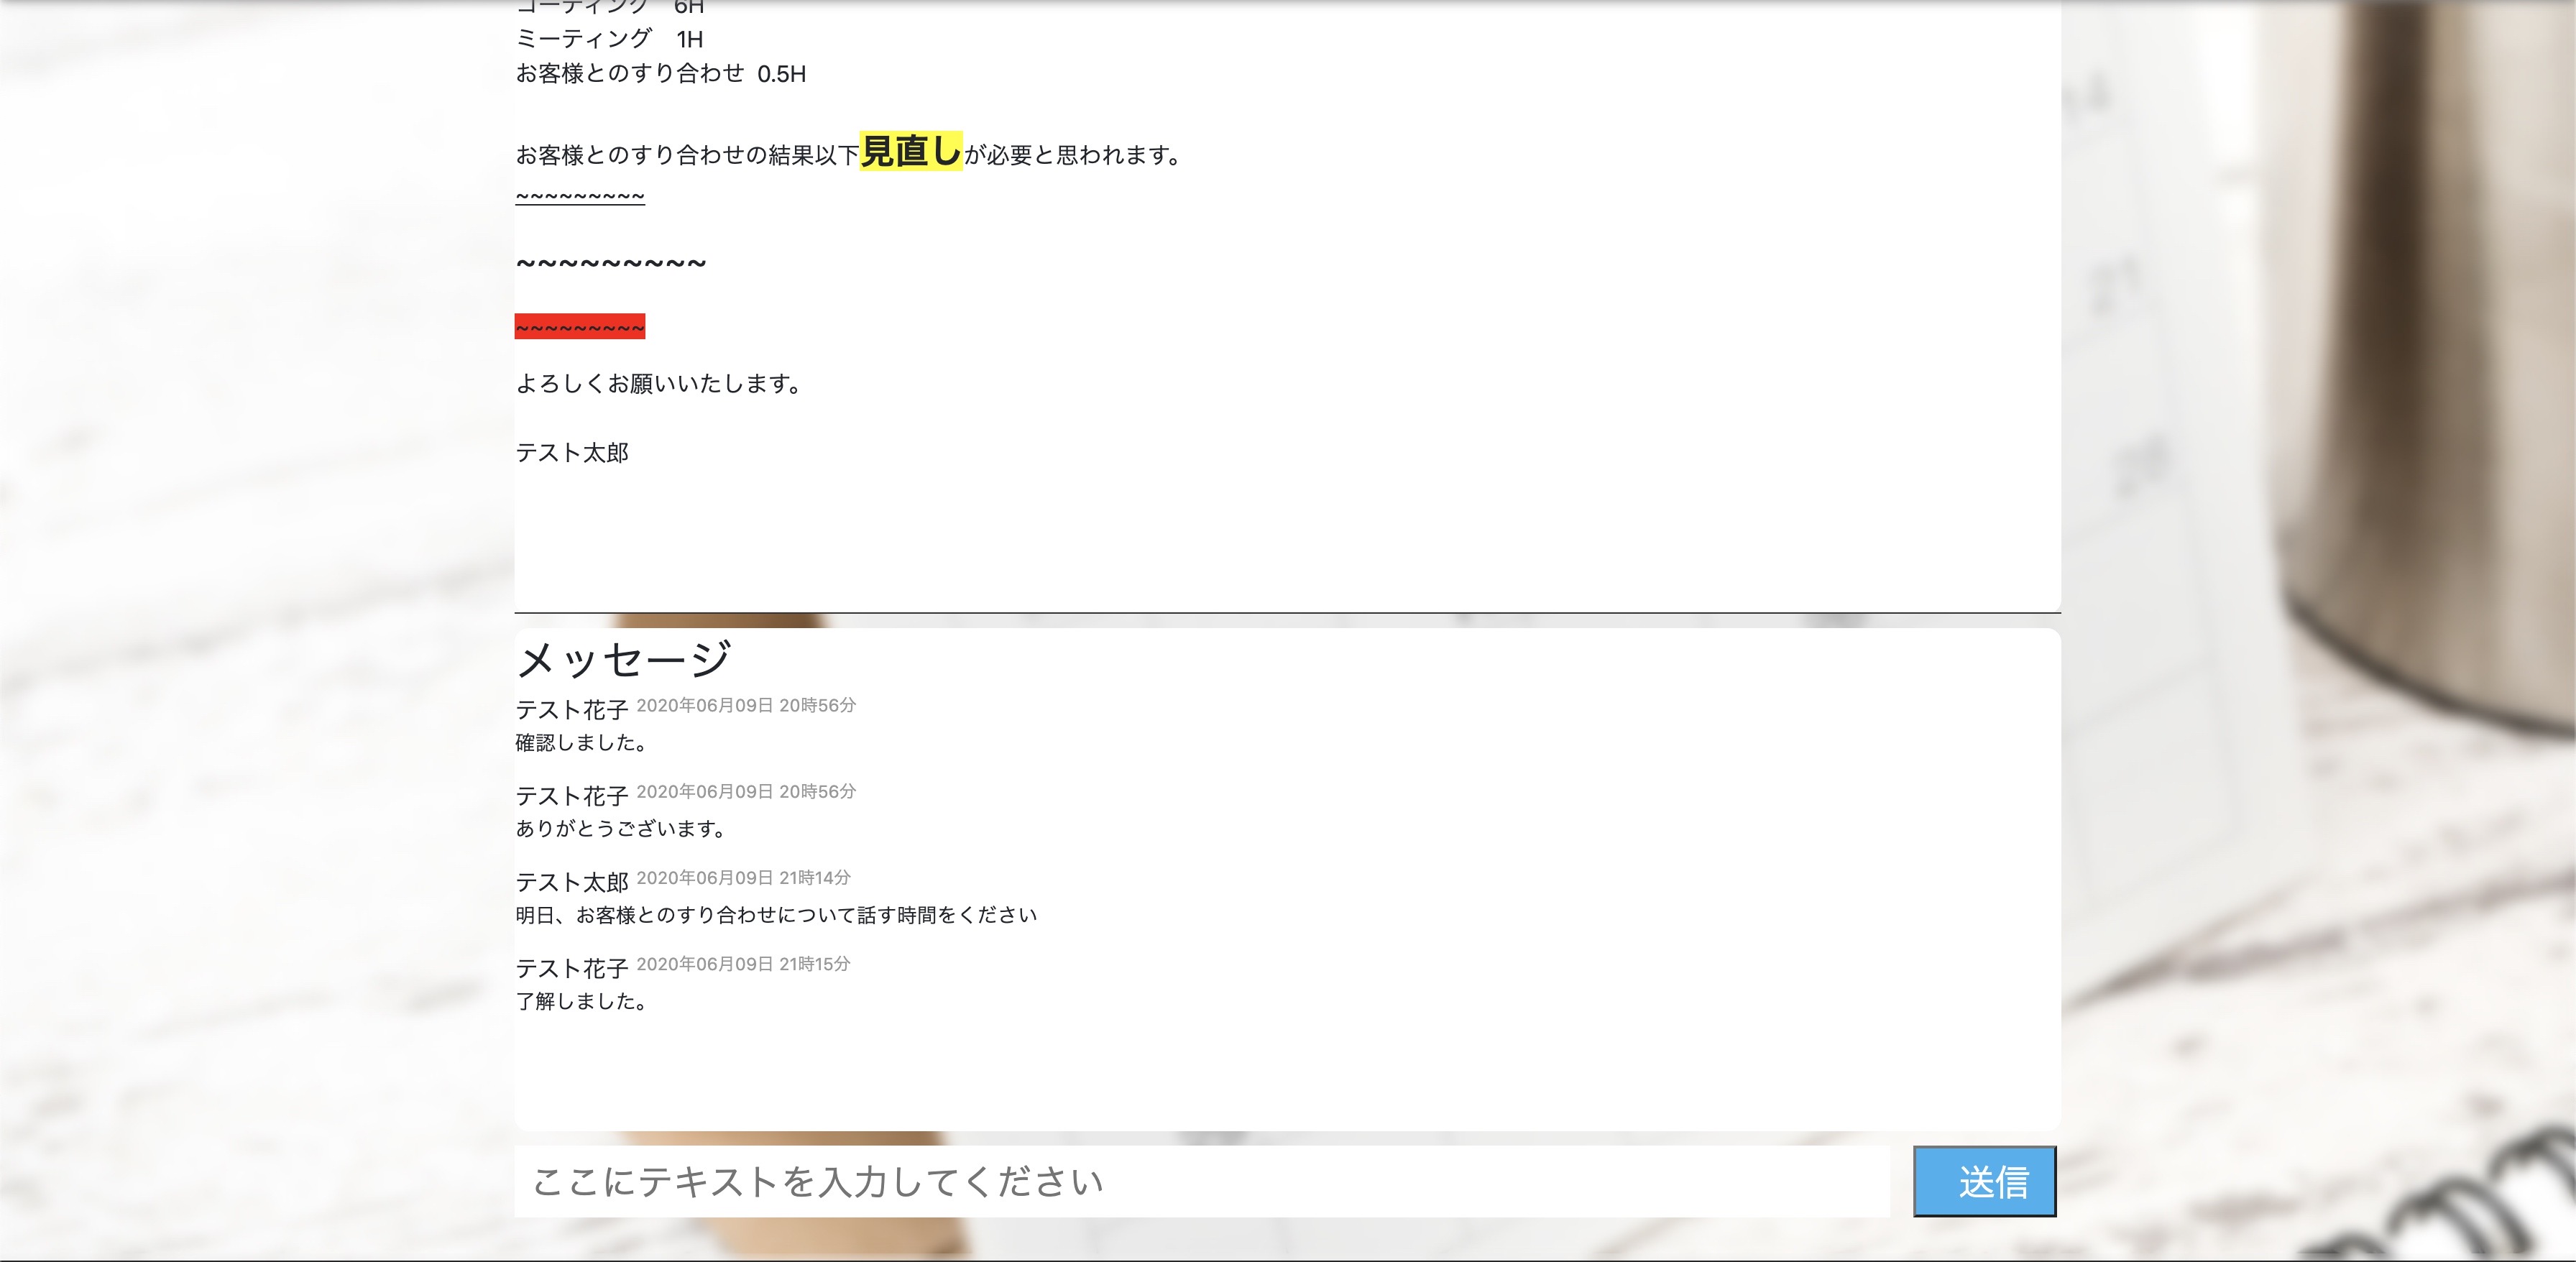 コーティング 6H
ミーティング 1H
お客様とのすり合わせ 0.5H
お客様とのすり合わせの結果以下見直しが必要と思われます。
~~~~~~~~~
~~~~~~~~~
~~~~~~~~~
よろしくお願いいたします。
テスト太郎
メッセージ
テスト花子 2020年06月09日 20時56分
確認しました。
テスト花子 2020年06月09日 20時56分
ありがとうございます。
テスト太郎 2020年06月09日 21時14分
明日、お客様とのすり合わせについて話す時間をください
テスト花子 2020年06月09日 21時15分
了解しました。
ここにテキストを入力してください
送信
21
28